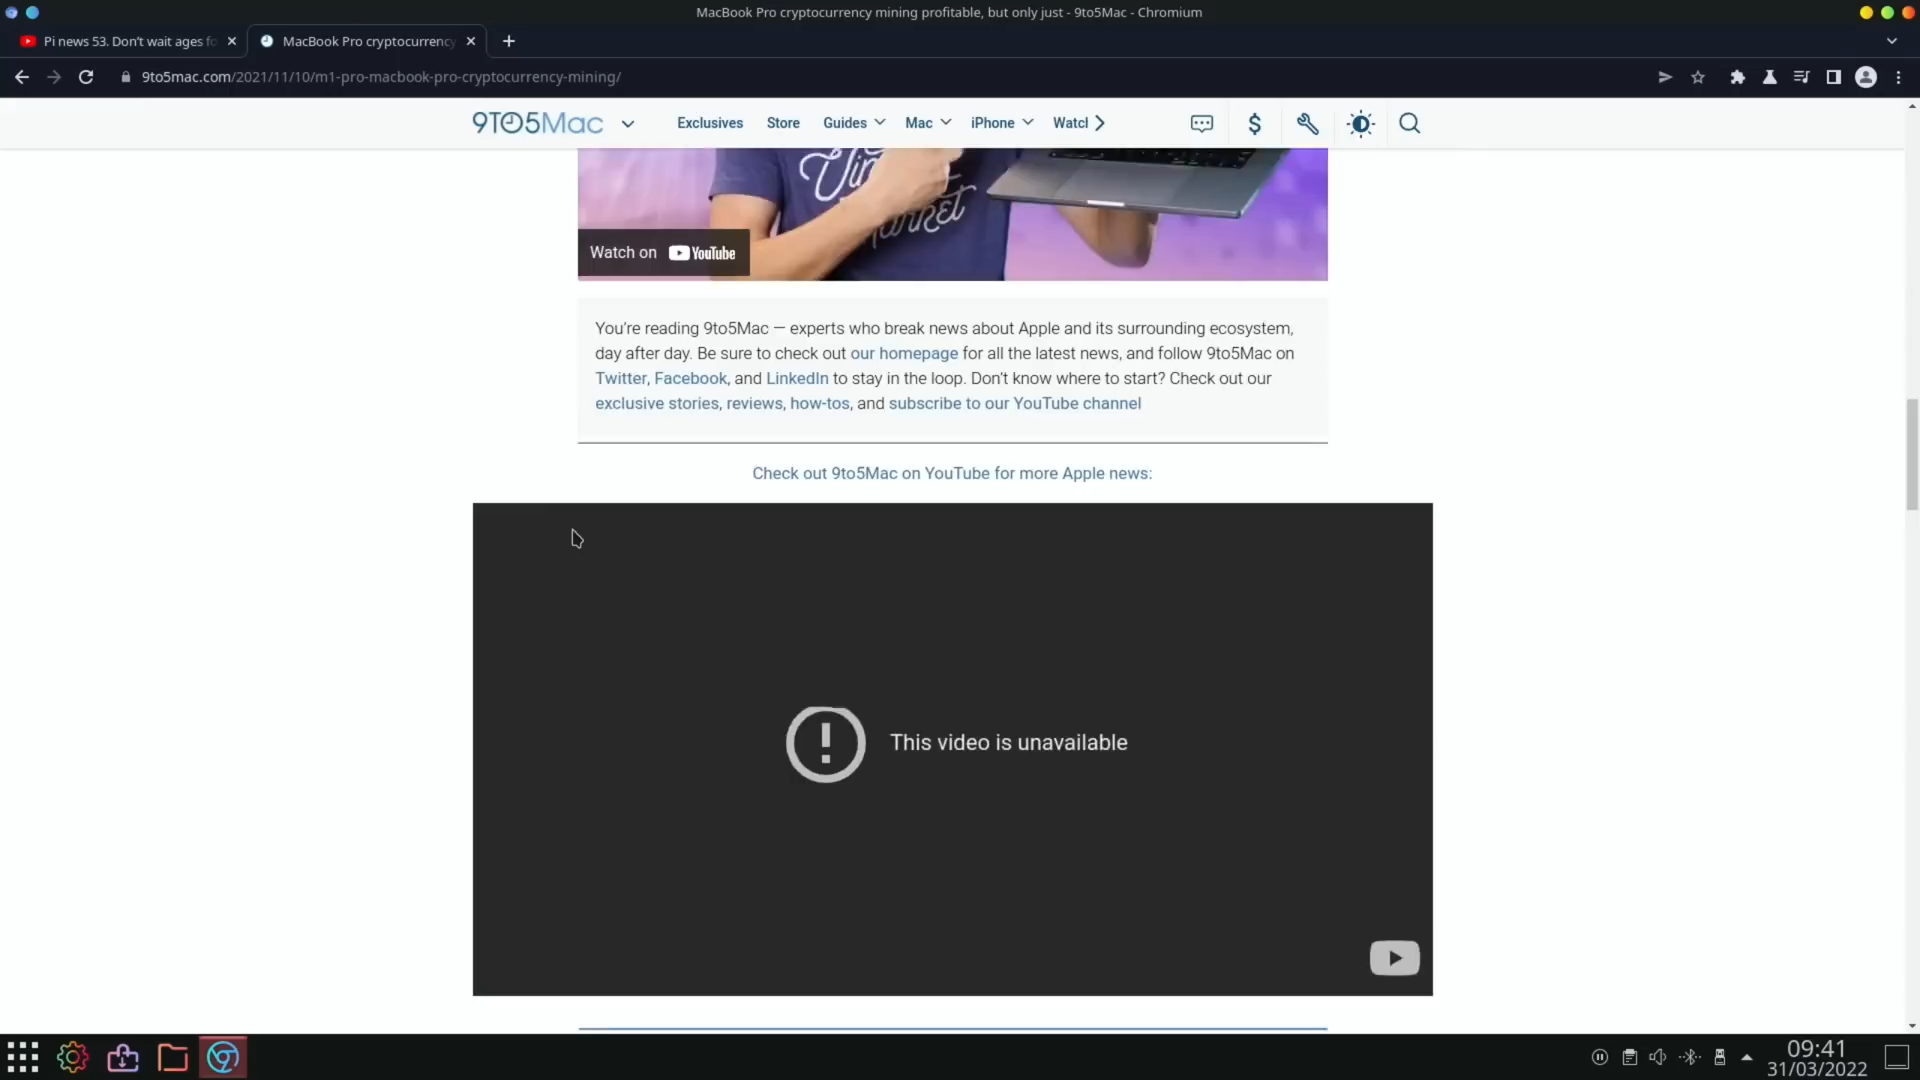 MacBook Pro cryptocurrency mining profitable, but only just - 9to5Mac - Chromium
Pi news 53. Don't wait ages fo
MacBook Pro cryptocurrency
9to5mac.com/2021/11/10/m1-pro-macbook-pro-cryptocurrency-mining/
9TO5Mac
Exclusives
Store
Guides
Mac
iPhone
Watcl
Watch on YouTube
You're reading 9to5Mac — experts who break news about Apple and its surrounding ecosystem,
day after day. Be sure to check out our homepage for all the latest news, and follow 9to5Mac on
Twitter, Facebook, and LinkedIn to stay in the loop. Don't know where to start? Check out our
exclusive stories, reviews, how-tos, and subscribe to our YouTube channel
Check out 9to5Mac on YouTube for more Apple news:
This video is unavailable
09:41
31/03/2022